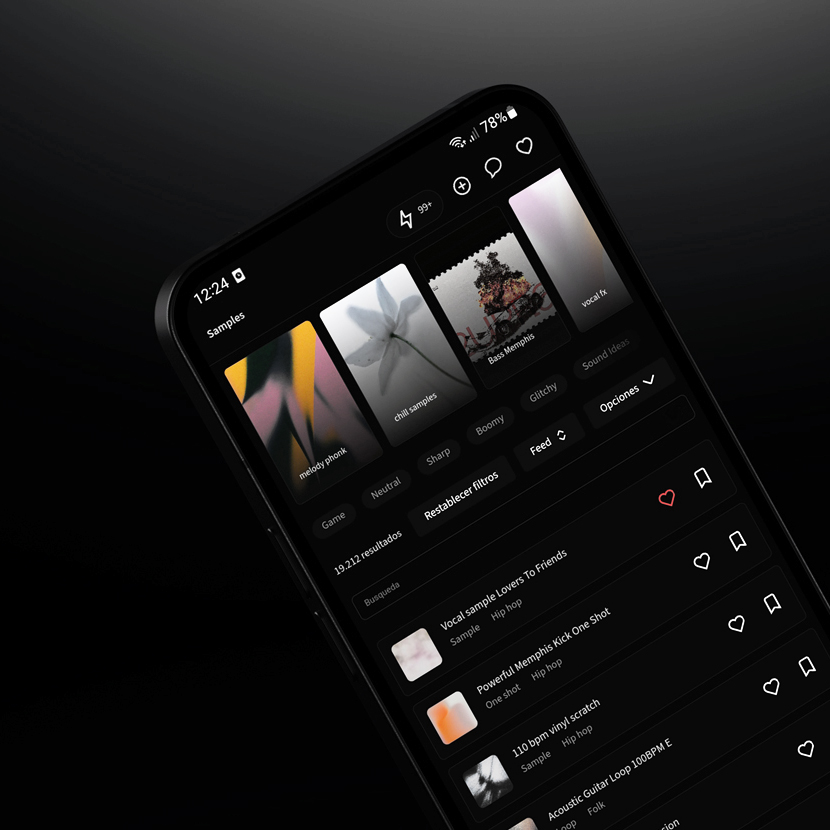 12:24
78%
Samples
99+
melody phonk
chill samples
Bass Memphis
vocal fx
Game
Neutral
Sharp
Boomy
Glitchy
Sound Ideas
19.212 resultados
Restablecer filtros
Feed
Opciones
Busqueda
Vocal sample Lovers To Friends
Sample Hip hop
Powerful Memphis Kick One Shot
One shot Hip hop
110 bpm vinyl scratch
Sample Hip hop
Acoustic Guitar Loop 100BPM E
Folk